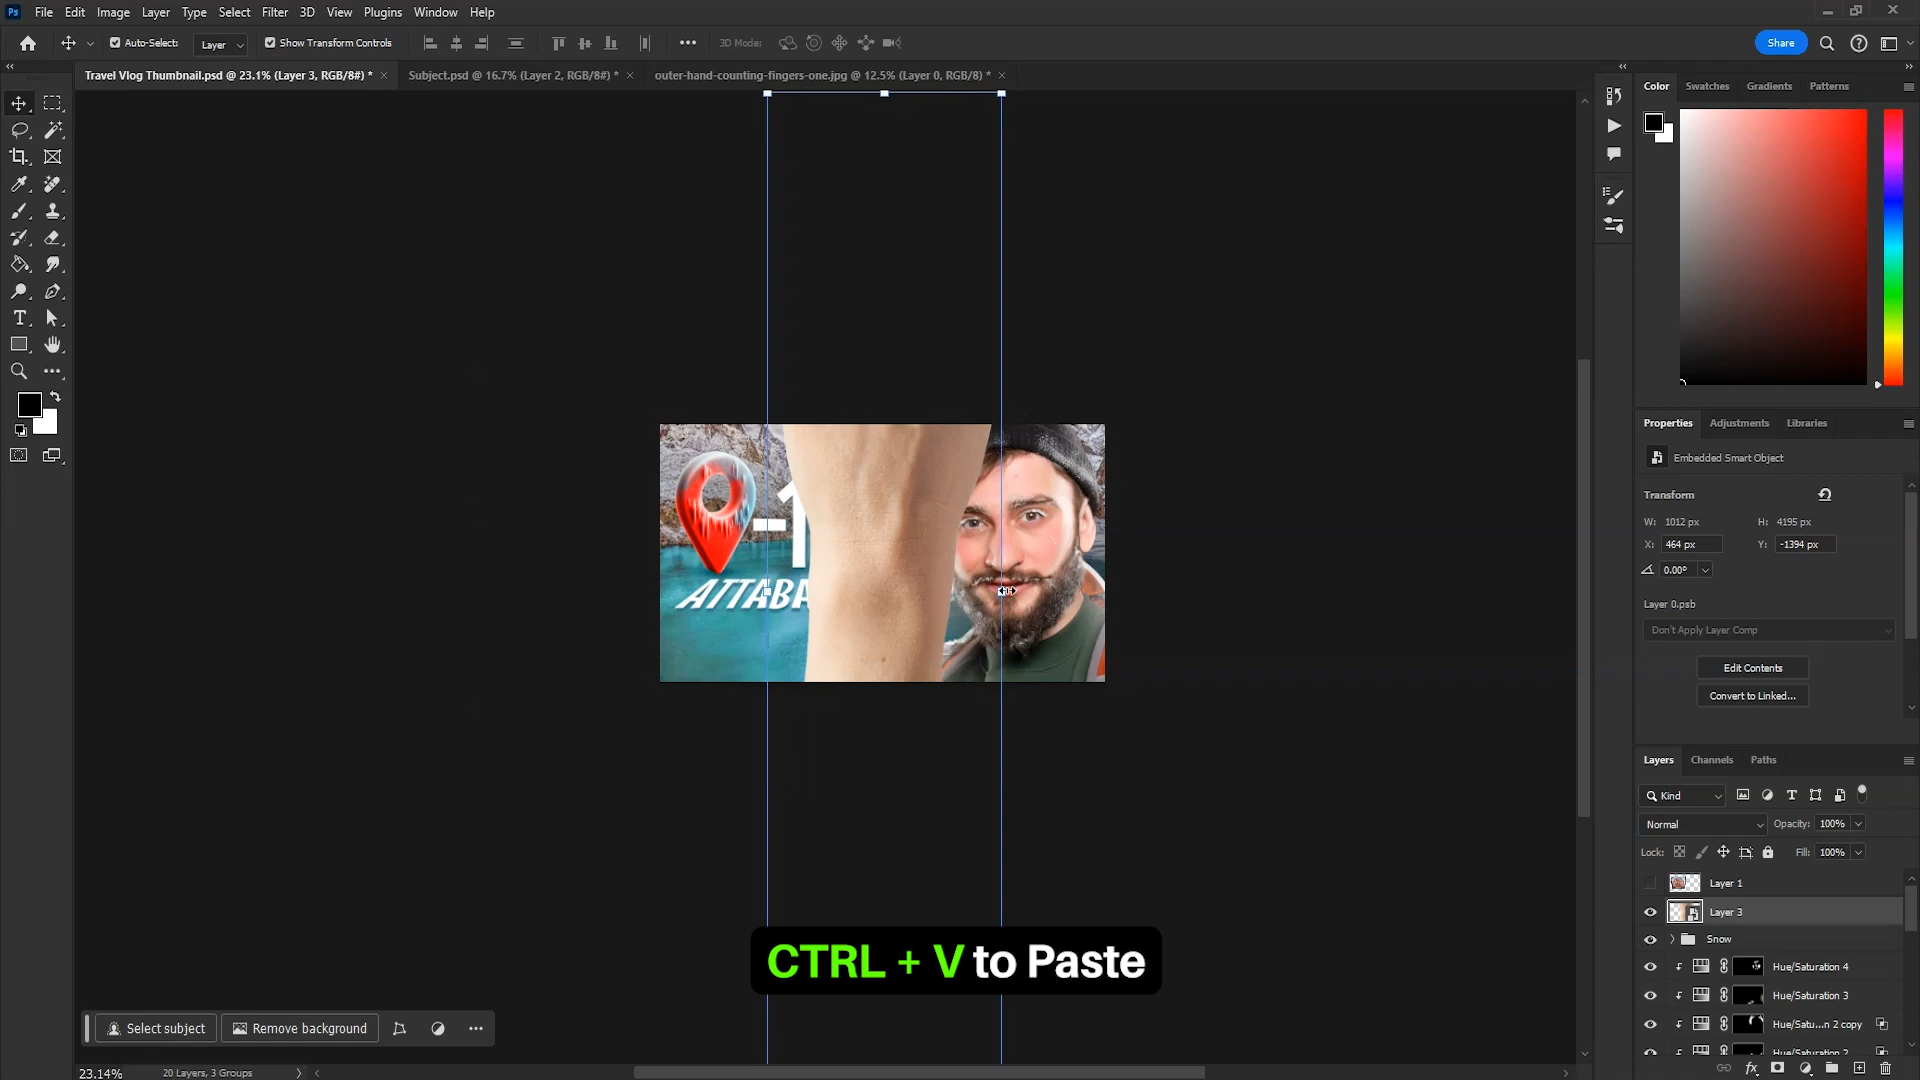 Ps File Edit Image Layer Type Select Filter 3D View Plugins Window Help
Auto-Select: Layer Show Transform Controls 3D Mode: Share
Travel Vlog Thumbnail.psd @ 23.1% (Layer 3, RGB/8#) * Subject.psd @ 16.7% (Layer 2, RGB/8#) * outer-hand-counting-fingers-one.jpg @ 12.5% (Layer 0, RGB/8) *
Color Swatches Gradients Patterns
Properties Adjustments Libraries
Embedded Smart Object
Transform
W: 1012 px H: 4195 px
X: 464 px Y: -1394 px
0.00°
Layer 0.psb
Don't Apply Layer Comp
Edit Contents
Convert to Linked...
-1
ATTABA
Layers Channels Paths
Kind
Normal Opacity: 100%
Lock: Fill: 100%
Layer 1
Layer 3
Snow
Hue/Saturation 4
Hue/Saturation 3
Hue/Satu...n 2 copy
Hue/Saturation 2
CTRL + V to Paste
Select subject Remove background
23.14% 20 Layers, 3 Groups